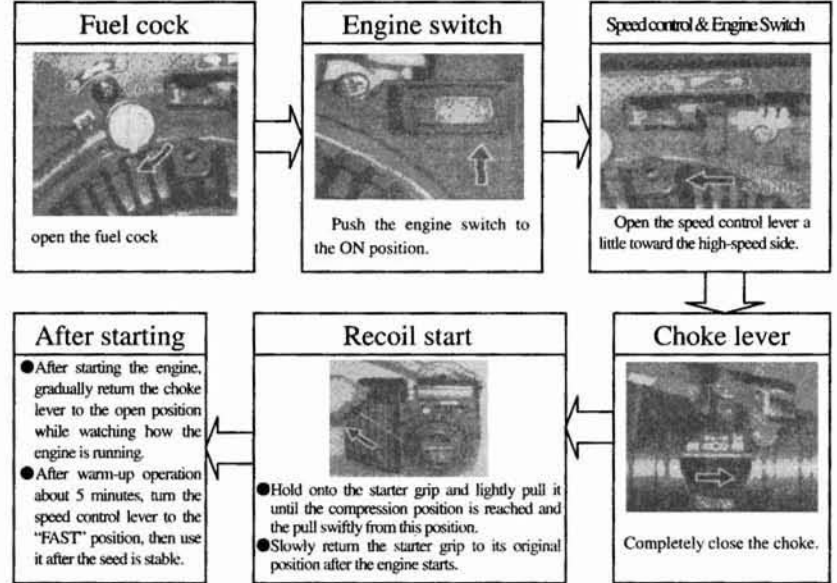 Fuel cock
open the fuel cock
Engine switch
Push the engine switch to
the ON position.
Speed control & Engine Switch
Open the speed control lever a
little toward the high-speed side.
Choke lever
Completely close the choke.
Recoil start
●Hold onto the starter grip and lightly pull it
until the compression position is reached and
the pull swiftly from this position.
●Slowly return the starter grip to its original
position after the engine starts.
After starting
●After starting the engine,
gradually return the choke
lever to the open position
while watching how the
engine is running.
●After warm-up operation
about 5 minutes, turn the
speed control lever to the
“FAST” position, then use
it after the seed is stable.